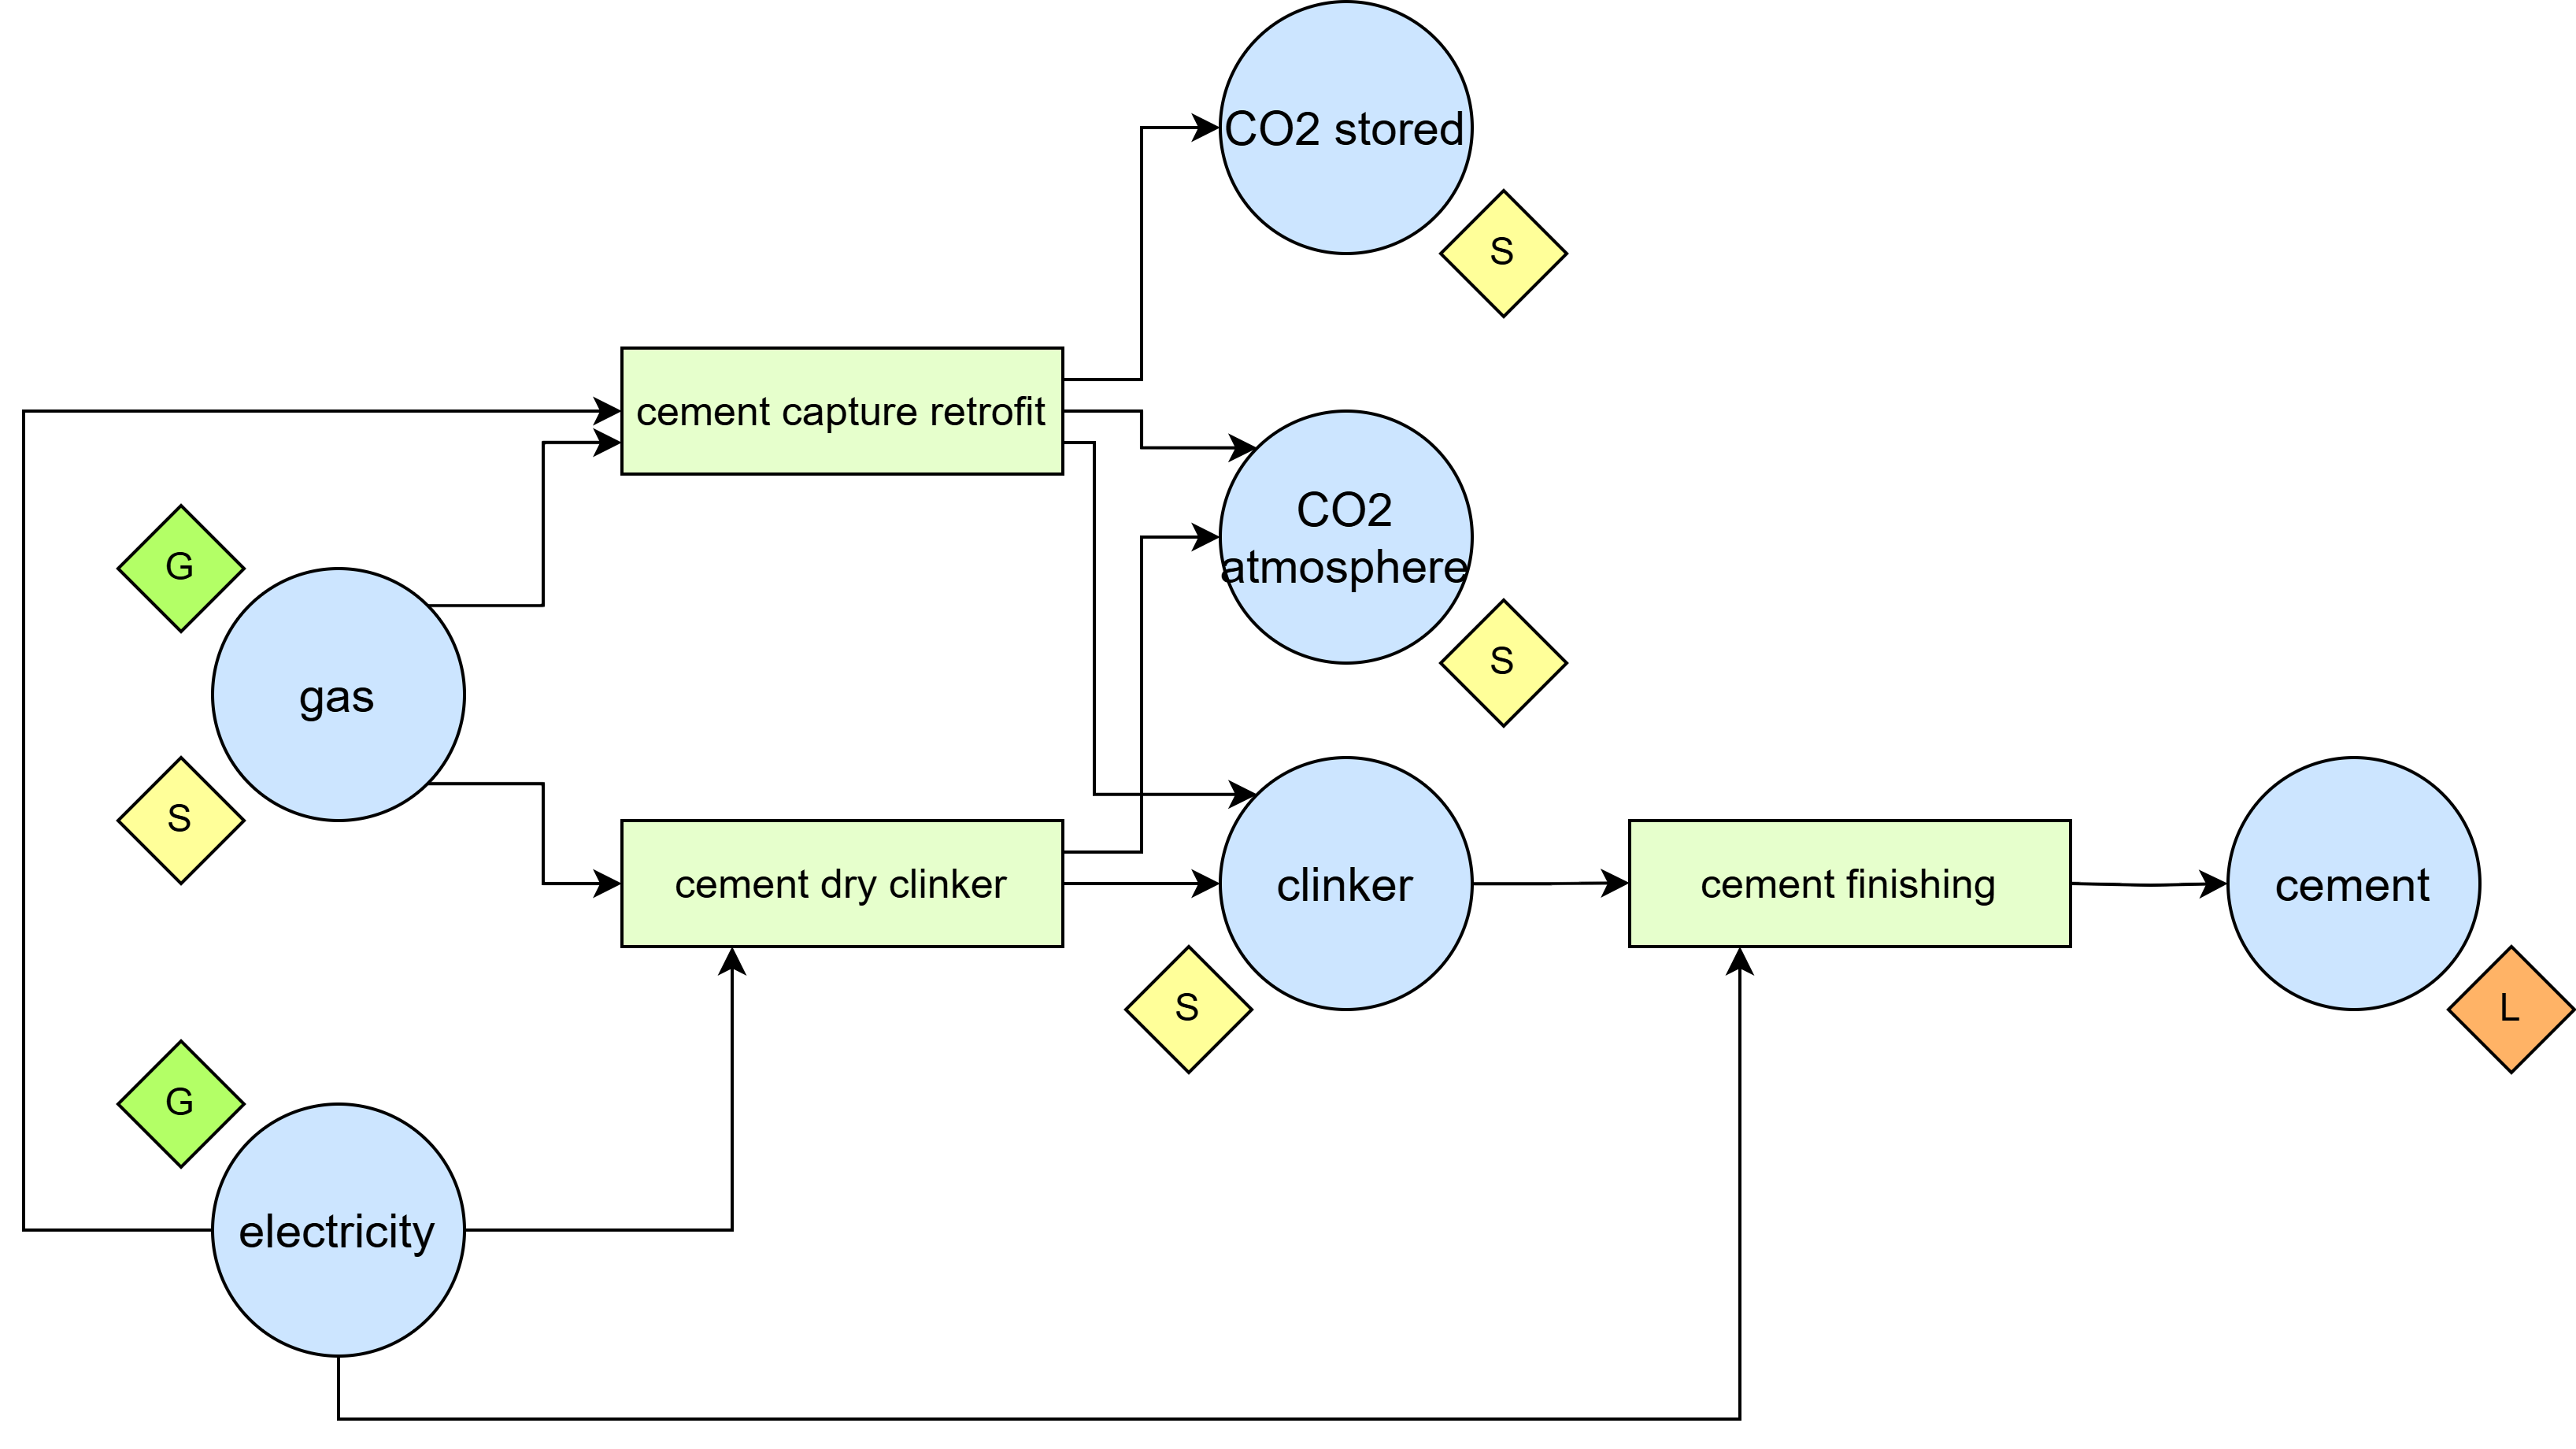 CO2 stored
S
cement capture retrofit
G
CO2
atmosphere
S
gas
S
cement dry clinker
clinker
cement finishing
cement
S
L
G
electricity